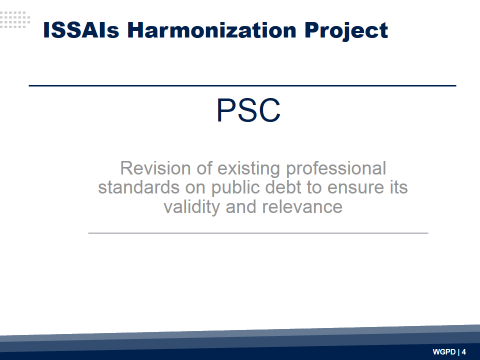 ISSAIs Harmonization Project
PSC
Revision of existing professional
standards on public debt to ensure its
validity and relevance
WGPD | 4